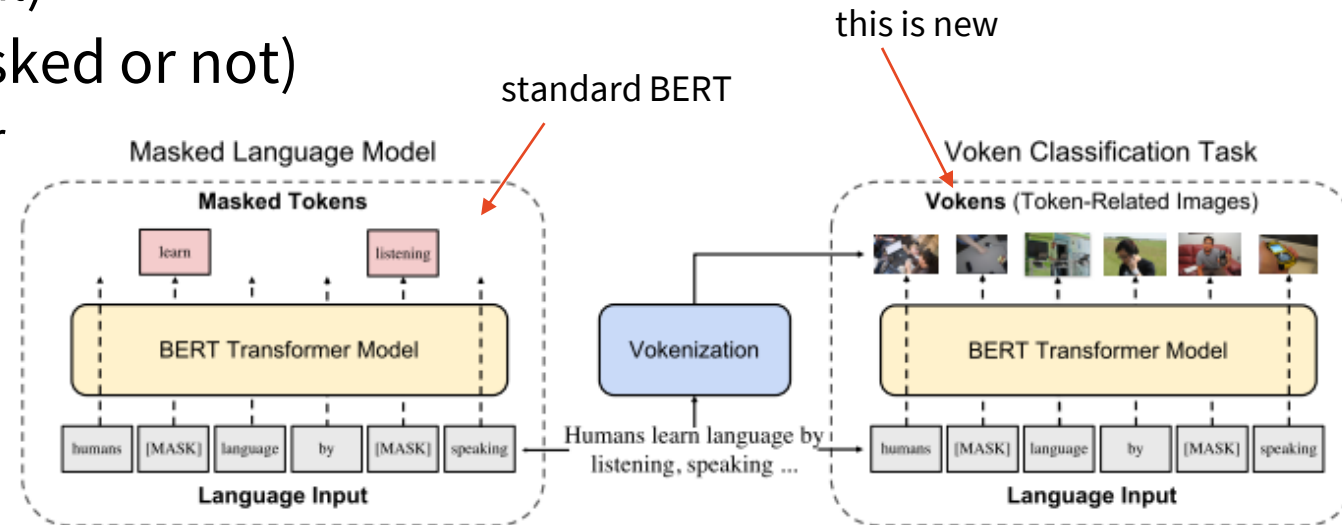 sked or not)
this is new
standard BERT
Masked Language Model
Masked Tokens
learn
listening
BERT Transformer Model
humans [MASK] language by [MASK] speaking
Language Input
Vokenization
Humans learn language by
listening, speaking ...
Voken Classification Task
Vokens (Token-Related Images)
BERT Transformer Model
humans [MASK] language by [MASK] speaking
Language Input